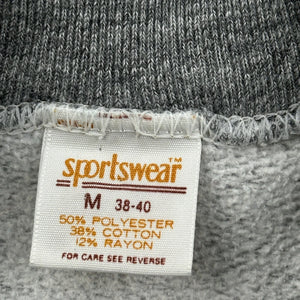 sportswear™
M 38-40
50% POLYESTER
38% COTTON
12% RAYON
FOR CARE SEE REVERSE